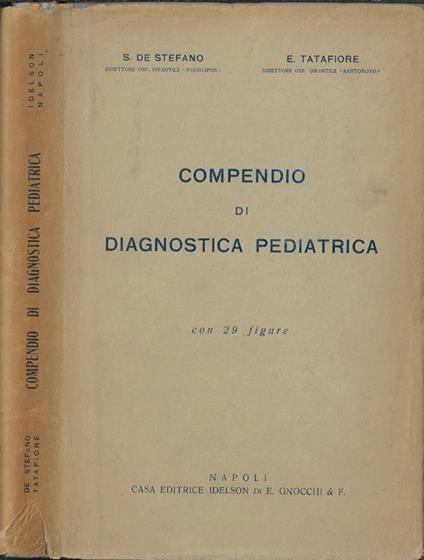 S. DE STEFANO
DIRETTORE OSP. INFANTILE «PAUSILIPON»
E. TATAFIORE
DIRETTORE OSP. INFANTILE «SANTOBONO»
COMPENDIO
DI
DIAGNOSTICA PEDIATRICA
con 29 figure
NAPOLI
CASA EDITRICE IDELSON DI E. GNOCCHI & F.
IDELSON
NAPOLI
COMPENDIO DI DIAGNOSTICA PEDIATRICA
DE STEFANO
TATAFIORE